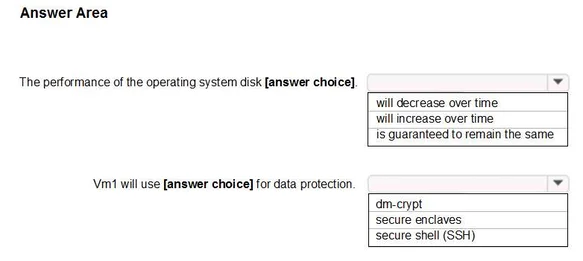 Answer Area
The performance of the operating system disk [answer choice].
will decrease over time
will increase over time
is guaranteed to remain the same
Vm1 will use [answer choice] for data protection.
dm-crypt
secure enclaves
secure shell (SSH)